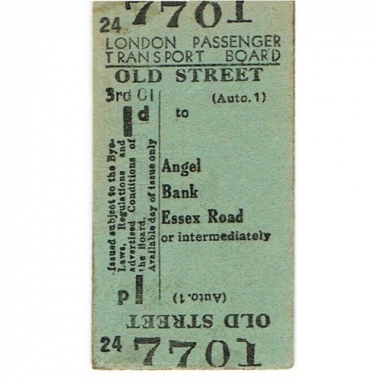 24 1077
LONDON PASSENGER
TRANSPORT BOARD
OLD STREET
3rd Cl (Auto.1)
1d to
Angel
Bank
Essex Road
or intermediately
Issued subject to the Bye-
Laws, Regulations and
advertised Conditions of
the Board.
Available day of issue only
1d
(Auto.1)
OLD STREET
24 1077